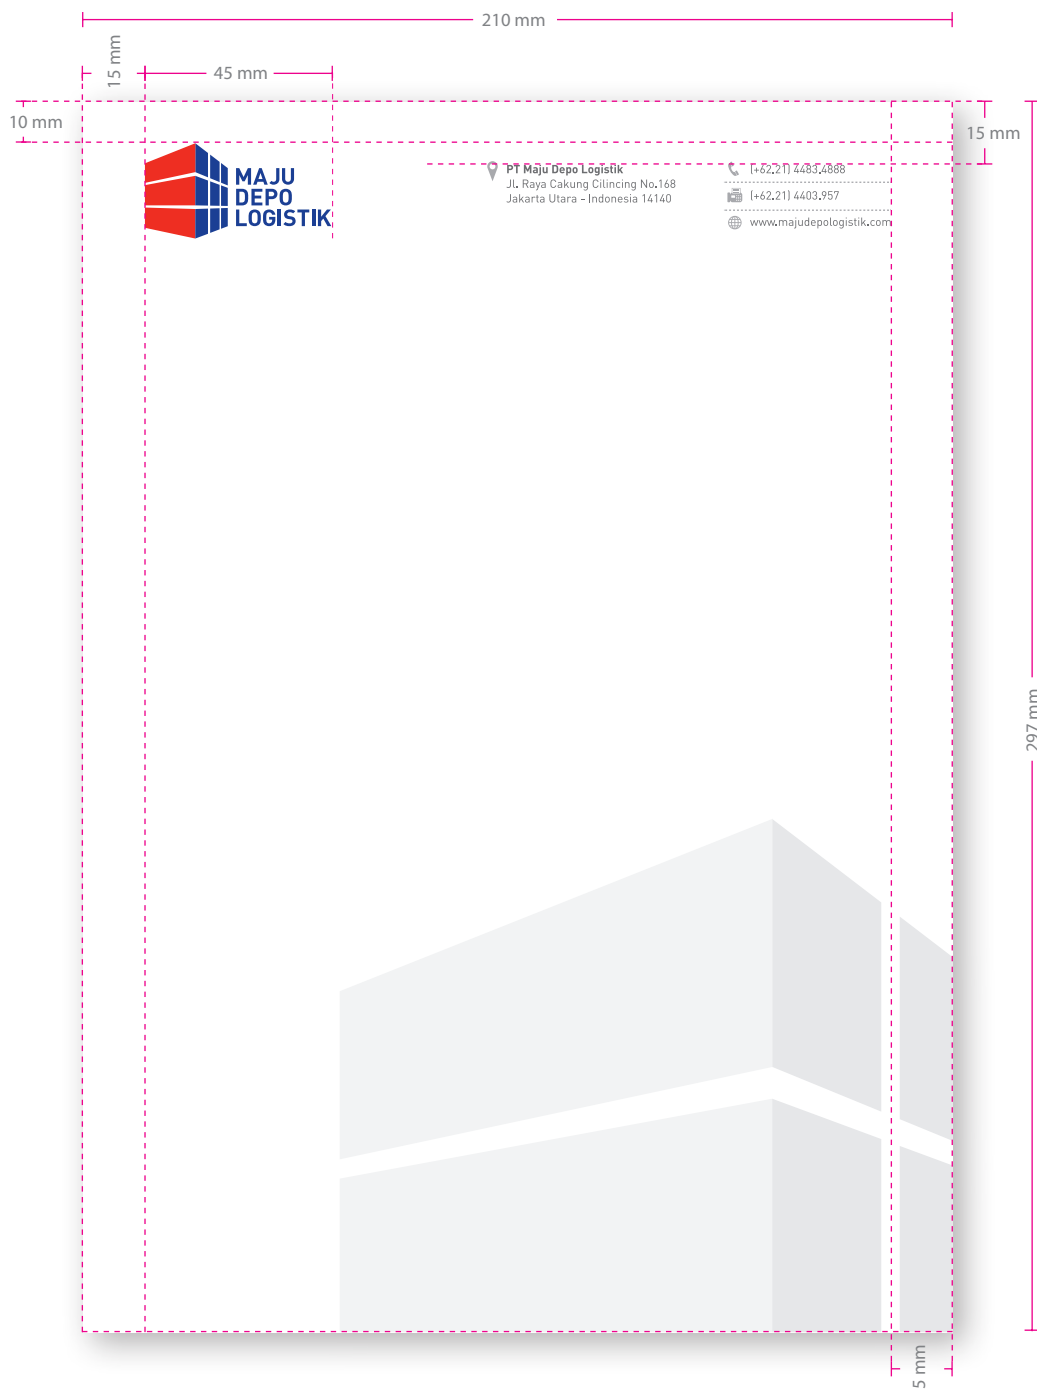 210 mm
15 mm
45 mm
10 mm
15 mm
MAJU
DEPO
LOGISTIK
PT Maju Depo Logistik
Jl. Raya Cakung Cilincing No.168
Jakarta Utara - Indonesia 14140
(+62.21) 4483.4888
(+62.21) 4403.957
www.majudepologistik.com
297 mm
5 mm